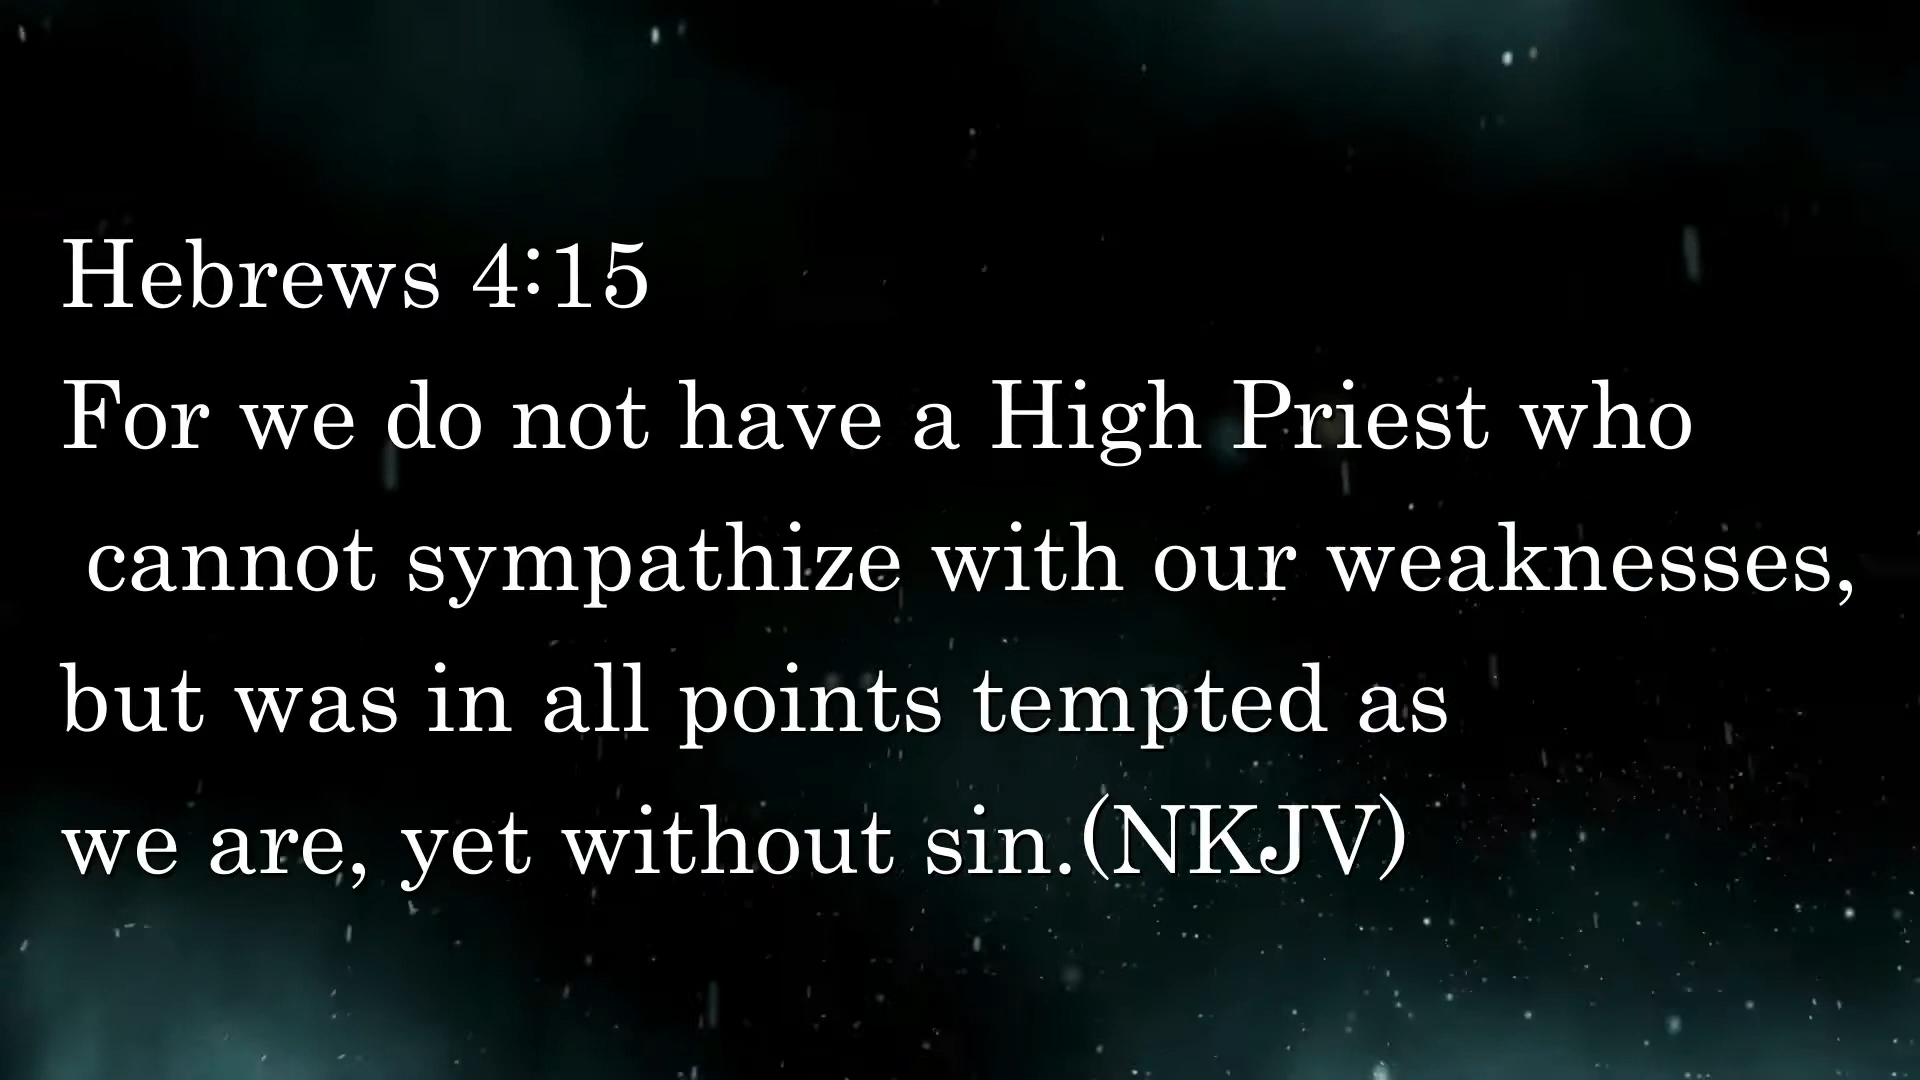 Hebrews 4:15
For we do not have a High Priest who
cannot sympathize with our weaknesses,
but was in all points tempted as
we are, yet without sin.(NKJV)